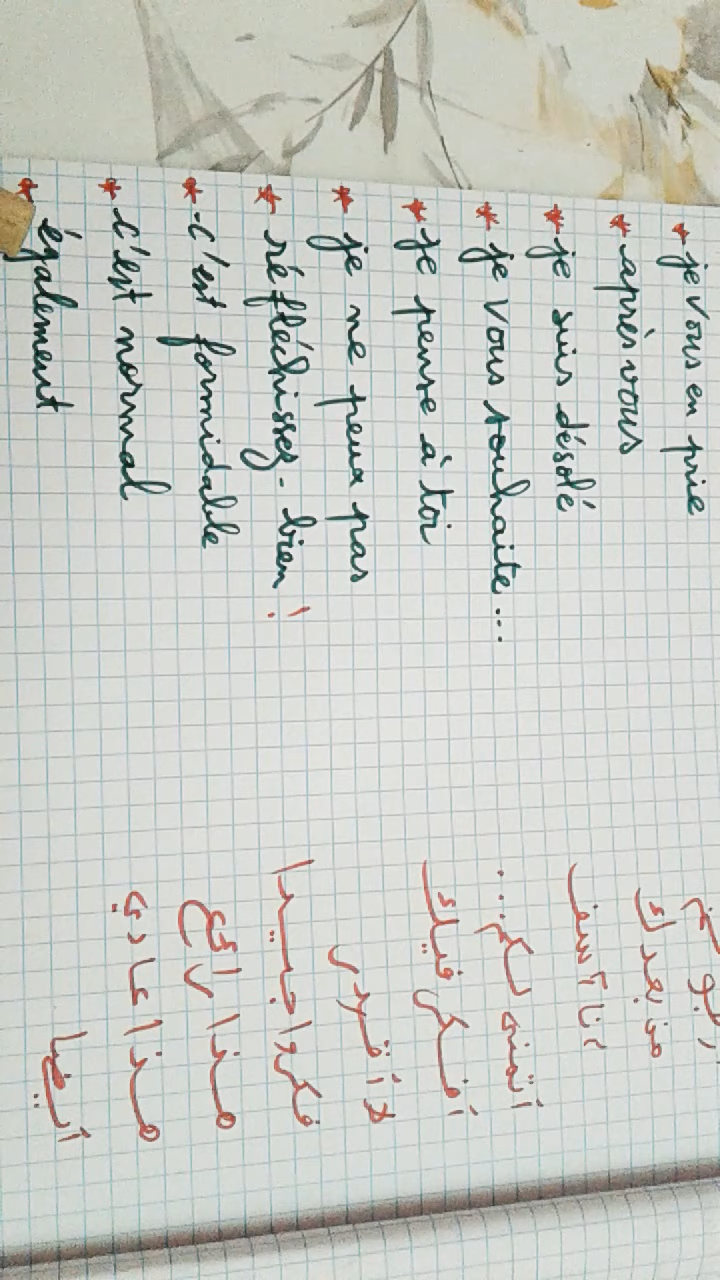 * je vous en prie أرجوكم
* après vous من بعدك
* je suis désolé أنا آسف
* je vous souhaite... أتمنى لكم...
* je pense à toi أفكر فيك
* je ne peux pas لا أقدر
* réfléchissez-bien! فكروا جيدا
* c'est formidable هذا رائع
* c'est normal هذا عادي
* également أيضا